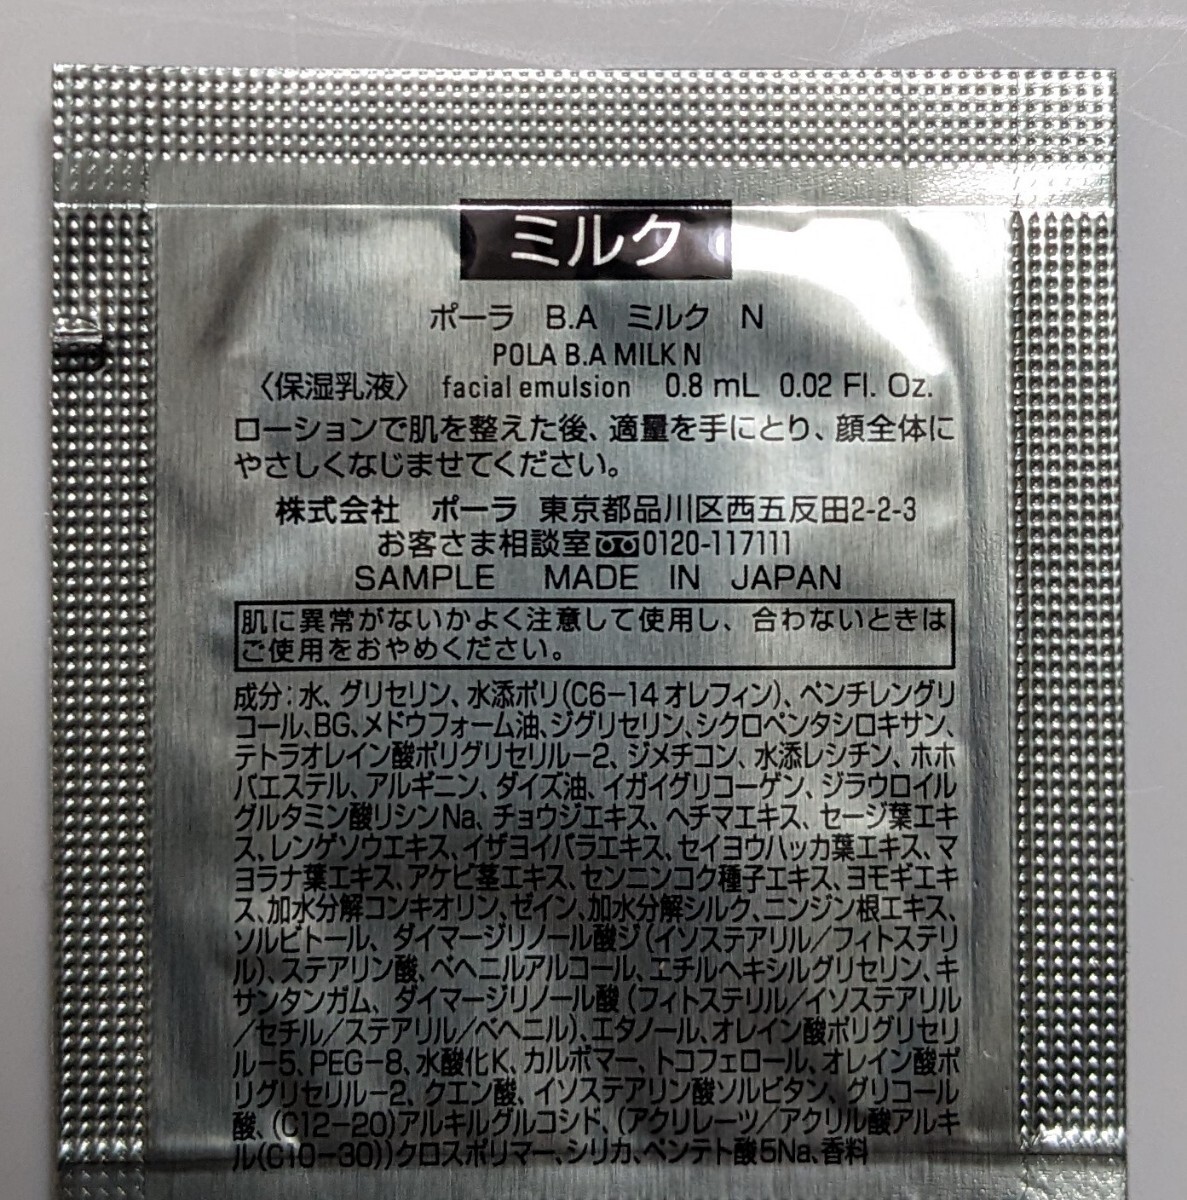 ミルク
ポーラ B.A ミルク N
POLA B.A MILK N
〈保湿乳液〉 facial emulsion 0.8 mL 0.02 Fl. Oz.
ローションで肌を整えた後、適量を手にとり、顔全体に
やさしくなじませてください。
株式会社 ポーラ 東京都品川区西五反田2-2-3
お客さま相談室 0120-117111
SAMPLE MADE IN JAPAN
肌に異常がないかよく注意して使用し、合わないときは
ご使用をおやめください。
成分：水、グリセリン、水添ポリ(C6-14オレフィン)、ペンチレングリ
コール、BG、メドウフォーム油、ジグリセリン、シクロペンタシロキサン、
テトラオレイン酸ポリグリセリル-2、ジメチコン、水添レシチン、ホホ
バエステル、アルギニン、ダイズ油、イガイグリコーゲン、ジラウロイル
グルタミン酸リシンNa、チョウジエキス、ヘチマエキス、セージ葉エキ
ス、レンゲソウエキス、イザヨイバラエキス、セイヨウハッカ葉エキス、マ
ヨラナ葉エキス、アケビ茎エキス、センニンコク種子エキス、ヨモギエキ
ス、加水分解コンキオリン、ゼイン、加水分解シルク、ニンジン根エキス、
ソルビトール、ダイマージリノール酸ジ(イソステアリル/フィトステリ
ル)、ステアリン酸、ベヘニルアルコール、エチルヘキシルグリセリン、キ
サンタンガム、ダイマージリノール酸(フィトステリル/イソステアリル
/セチル/ステアリル/ベヘニル)、エタノール、オレイン酸ポリグリセリ
ル-5、PEG-8、水酸化K、カルボマー、トコフェロール、オレイン酸ポ
リグリセリル-2、クエン酸、イソステアリン酸ソルビタン、グリコール
酸、(C12-20)アルキルグルコシド、(アクリレーツ/アクリル酸アルキ
ル(C10-30))クロスポリマー、シリカ、ペンテト酸5Na、香料